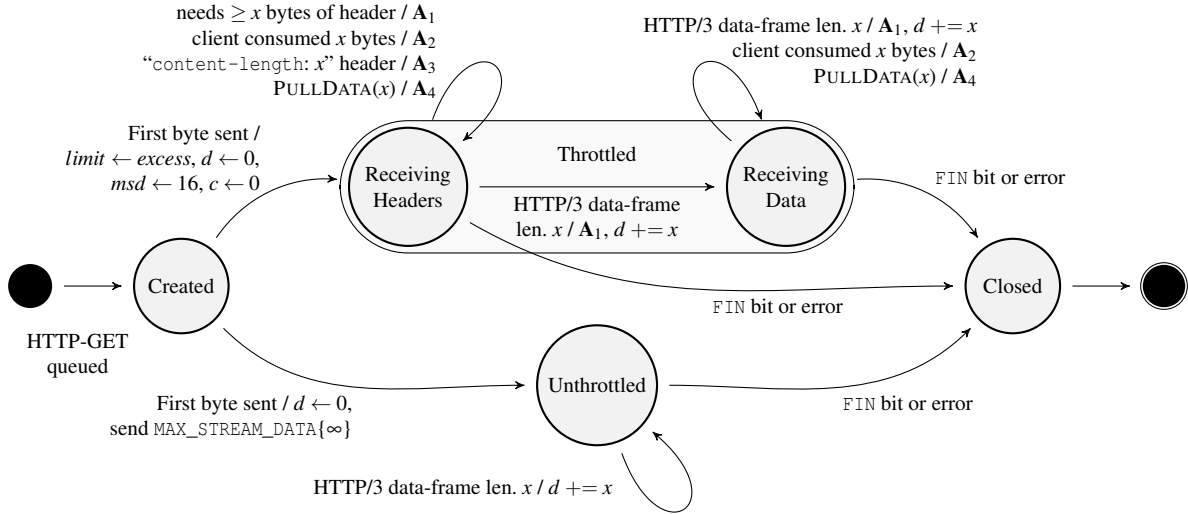 needs ≥ x bytes of header / A₁
client consumed x bytes / A₂
“content-length: x” header / A₃
PULLDATA(x) / A₄
HTTP/3 data-frame len. x / A₁, d += x
client consumed x bytes / A₂
PULLDATA(x) / A₄
First byte sent /
limit ← excess, d ← 0,
msd ← 16, c ← 0
Throttled
Receiving
Headers
HTTP/3 data-frame
len. x / A₁, d += x
Receiving
Data
FIN bit or error
Created
HTTP-GET
queued
FIN bit or error
Closed
First byte sent / d ← 0,
send MAX_STREAM_DATA{∞}
Unthrottled
FIN bit or error
HTTP/3 data-frame len. x / d += x